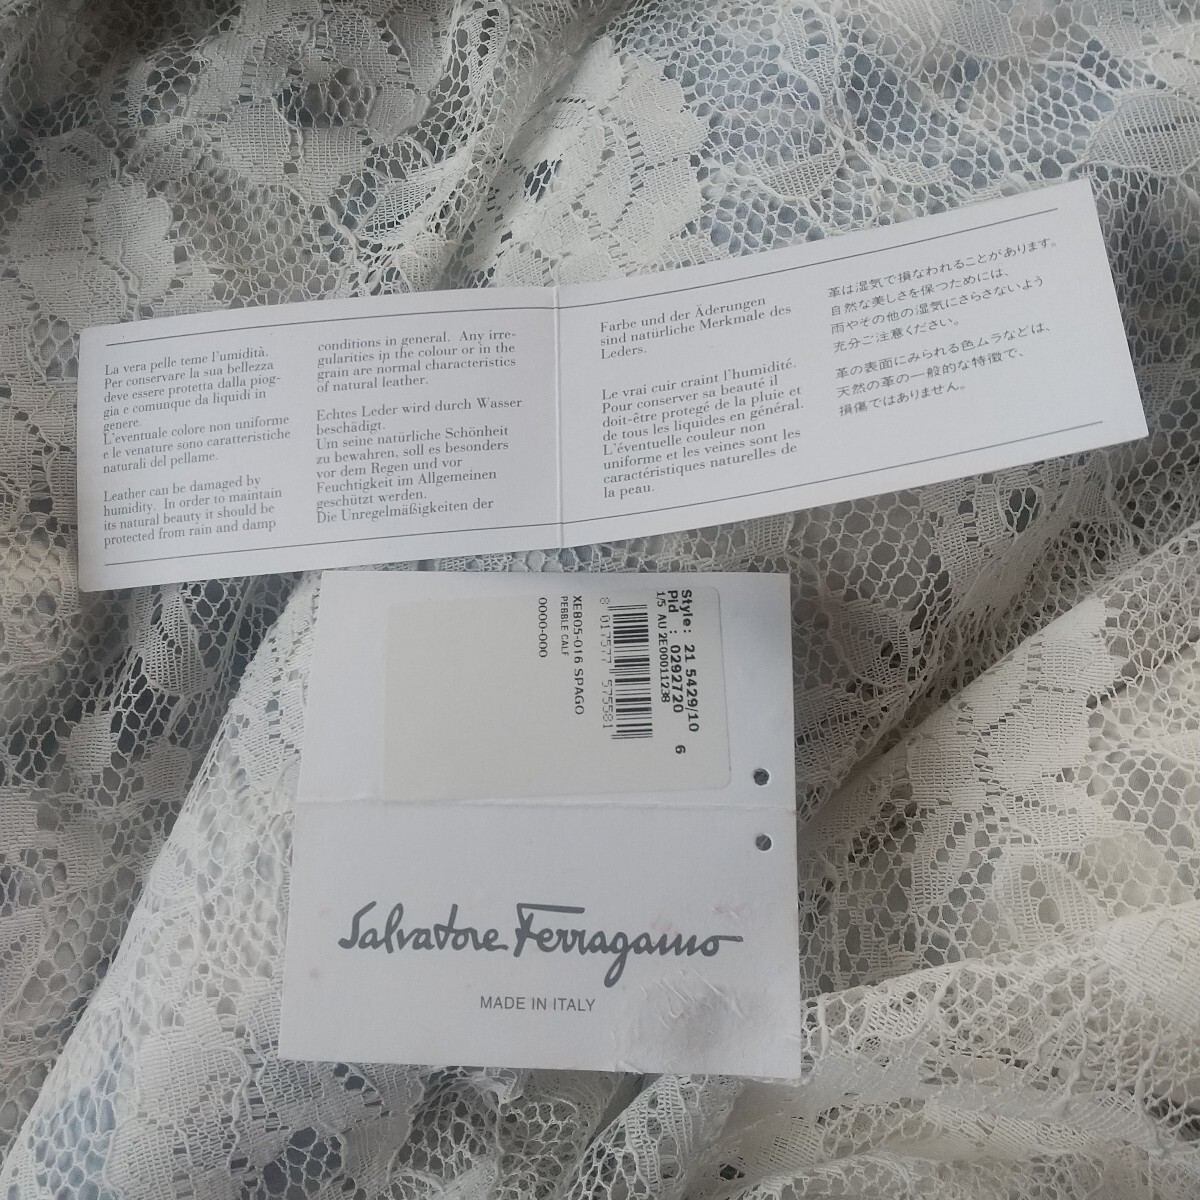 La vera pelle teme l'umidità.
Per conservare la sua bellezza
deve essere protetta dalla piog-
gia e comunque da liquidi in
genere.
L'eventuale colore non uniforme
e le venature sono caratteristiche
naturali del pellame.
Leather can be damaged by
humidity. In order to maintain
its natural beauty it should be
protected from rain and damp
conditions in general. Any irre-
gularities in the colour or in the
grain are normal characteristics
of natural leather.
Echtes Leder wird durch Wasser
beschädigt.
Um seine natürliche Schönheit
zu bewahren, soll es besonders
vor dem Regen und vor
Feuchtigkeit im Allgemeinen
geschützt werden.
Die Unregelmäßigkeiten der
Farbe und der Äderungen
sind natürliche Merkmale des
Leders.
Le vrai cuir craint l'humidité.
Pour conserver sa beauté il
doit-être protegé de la pluie et
de tous les liquides en général.
L'éventuelle couleur non
uniforme et les veines sont les
caractéristiques naturelles de
la peau.
革は湿気で損なわれることがあります。
自然な美しさを保つためには、
雨やその他の湿気にさらさないよう
充分ご注意ください。
革の表面にみられる色ムラなどは、
天然の革の一般的な特徴で、
損傷ではありません。
Style: 21 5429/10
Pid : 0292720 6
1/5 AU 2E00011238
8 017577 575581
XE805-016 SPAGO
PEBBLE CALF
0000-000
Salvatore Ferragamo
MADE IN ITALY